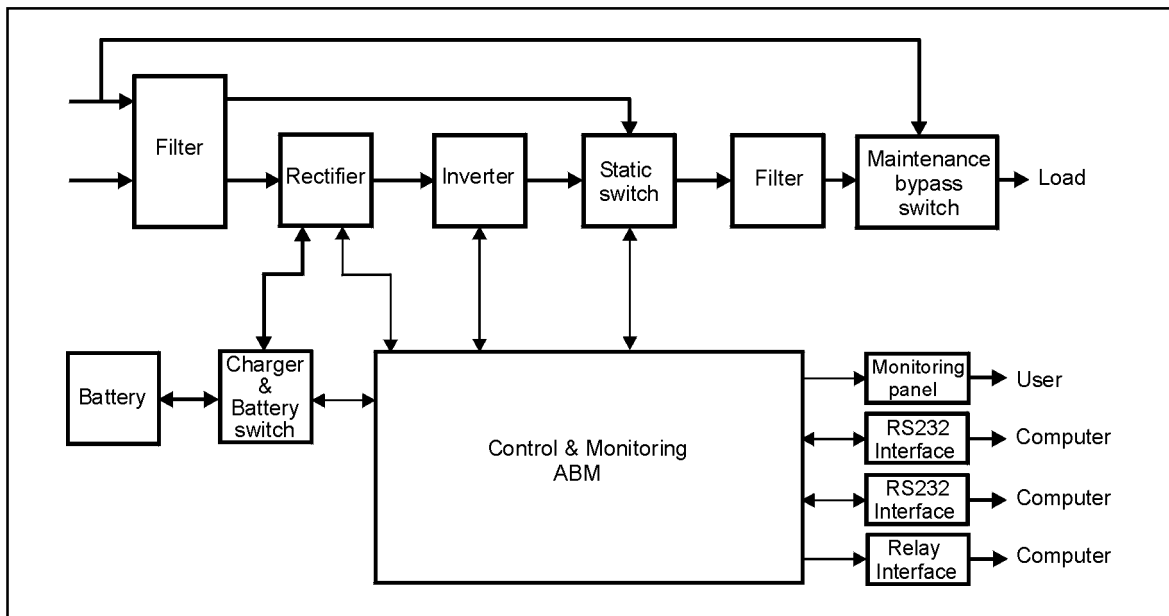 Filter
Rectifier
Inverter
Static
switch
Filter
Maintenance
bypass
switch
Load
Battery
Charger
&
Battery
switch
Control & Monitoring
ABM
Monitoring
panel
User
RS232
Interface
Computer
RS232
Interface
Computer
Relay
Interface
Computer